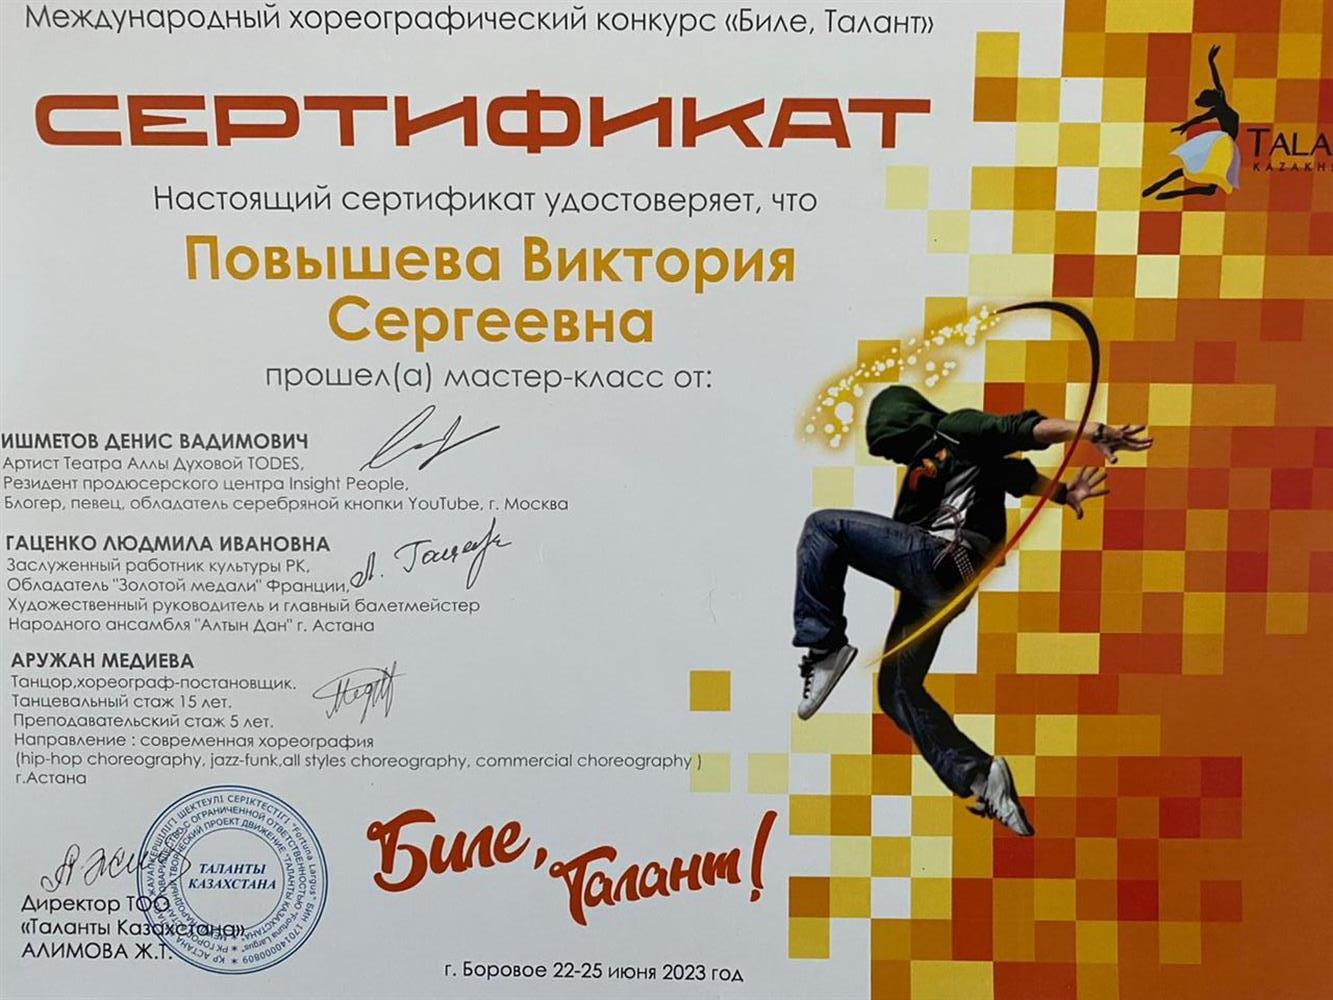 Международный хореографический конкурс «Биле, Талант»
СЕРТИФИКАТ
TALA
KAZAKHS
Настоящий сертификат удостоверяет, что
Повышева Виктория
Сергеевна
прошел(а) мастер-класс от:
ИШМЕТОВ ДЕНИС ВАДИМОВИЧ
Артист Театра Аллы Духовой TODES,
Резидент продюсерского центра Insight People,
Блогер, певец, обладатель серебряной кнопки YouTube, г. Москва
ГАЦЕНКО ЛЮДМИЛА ИВАНОВНА
Заслуженный работник культуры РК,
Обладатель "Золотой медали" Франции,
Художественный руководитель и главный балетмейстер
Народного ансамбля "Алтын Дан" г. Астана
АРУЖАН МЕДИЕВА
Танцор,хореограф-постановщик.
Танцевальный стаж 15 лет.
Преподавательский стаж 5 лет.
Направление : современная хореография
(hip-hop choreography, jazz-funk,all styles choreography, commercial choreography )
г.Астана
ТАЛАНТЫ
КАЗАХСТАНА
Директор ТОО
«Таланты Казахстана»
АЛИМОВА Ж.Т.
Биле,
Талант!
г. Боровое 22-25 июня 2023 год